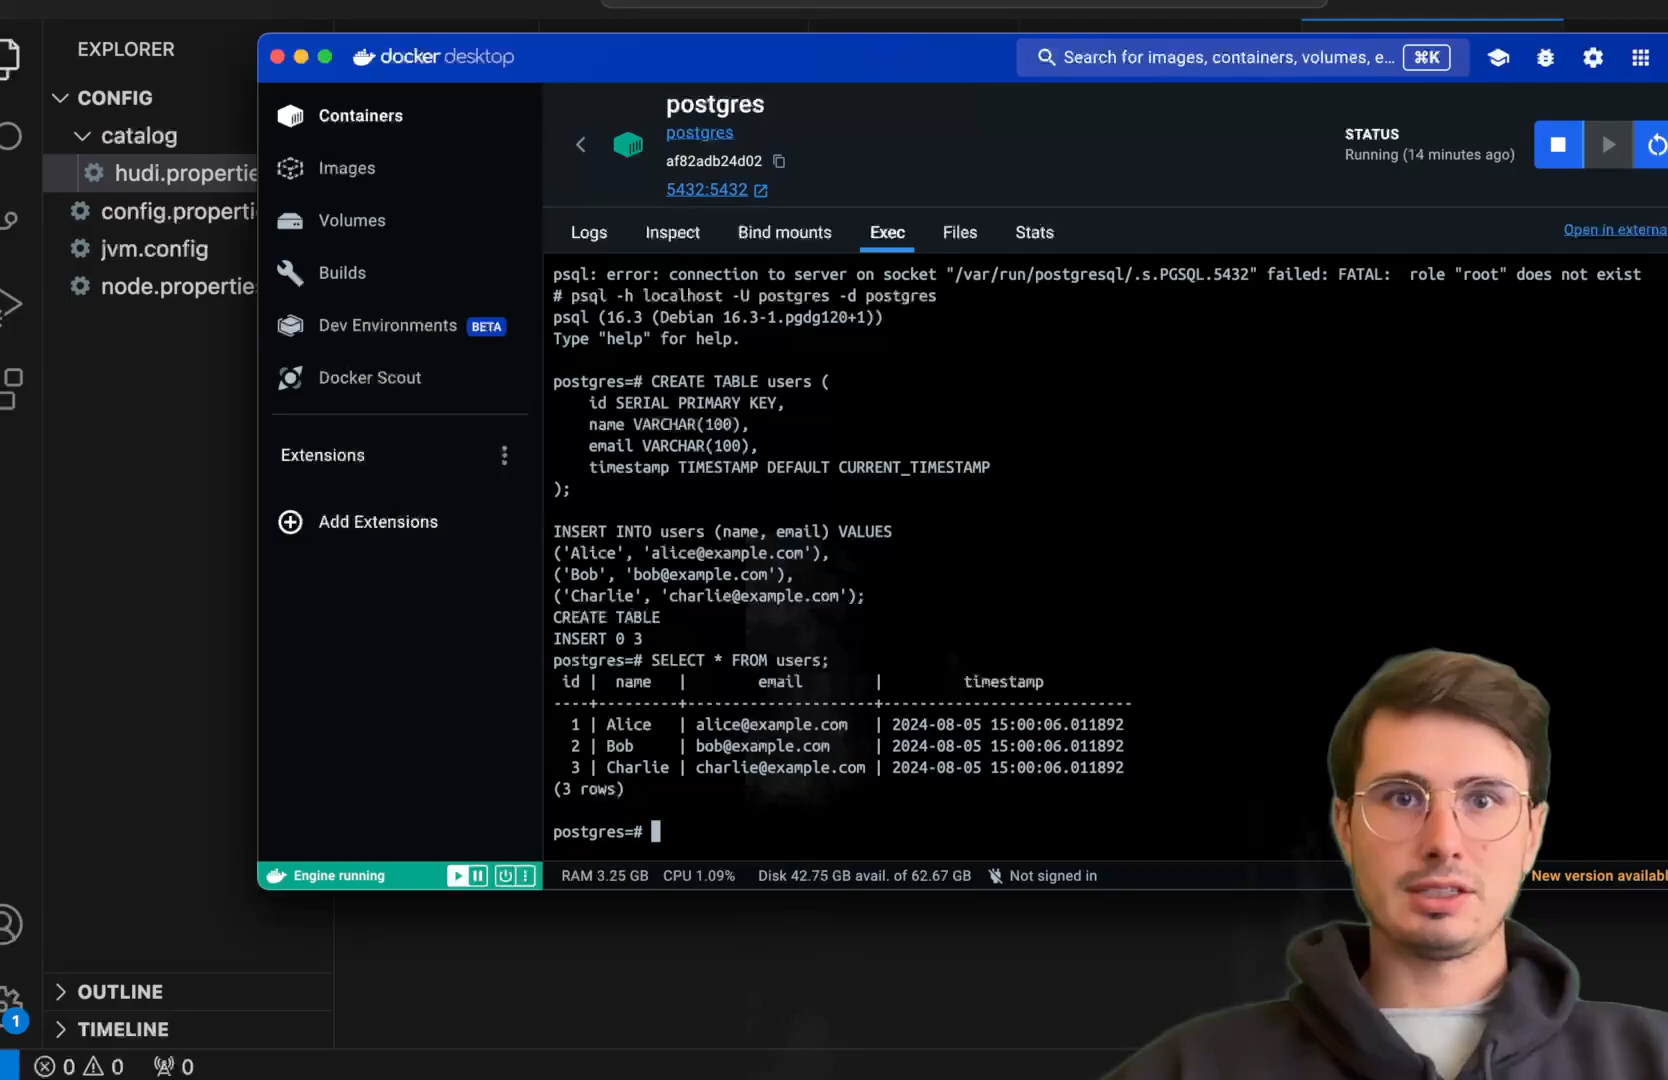 EXPLORER
CONFIG
catalog
hudi.propertie
config.properti
jvm.config
node.propertie
OUTLINE
TIMELINE
1
0 0 0
docker desktop
Search for images, containers, volumes, e... ⌘K
Containers
Images
Volumes
Builds
Dev Environments BETA
Docker Scout
Extensions
Add Extensions
postgres
postgres
af82adb24d02
5432:5432
STATUS
Running (14 minutes ago)
Logs Inspect Bind mounts Exec Files Stats
Open in externa
psql: error: connection to server on socket "/var/run/postgresql/.s.PGSQL.5432" failed: FATAL:  role "root" does not exist
# psql -h localhost -U postgres -d postgres
psql (16.3 (Debian 16.3-1.pgdg120+1))
Type "help" for help.
postgres=# CREATE TABLE users (
    id SERIAL PRIMARY KEY,
    name VARCHAR(100),
    email VARCHAR(100),
    timestamp TIMESTAMP DEFAULT CURRENT_TIMESTAMP
);
INSERT INTO users (name, email) VALUES
('Alice', 'alice@example.com'),
('Bob', 'bob@example.com'),
('Charlie', 'charlie@example.com');
CREATE TABLE
INSERT 0 3
postgres=# SELECT * FROM users;
 id |  name   |        email        |         timestamp
----+---------+---------------------+----------------------------
  1 | Alice   | alice@example.com   | 2024-08-05 15:00:06.011892
  2 | Bob     | bob@example.com     | 2024-08-05 15:00:06.011892
  3 | Charlie | charlie@example.com | 2024-08-05 15:00:06.011892
(3 rows)
postgres=#
Engine running
RAM 3.25 GB CPU 1.09% Disk 42.75 GB avail. of 62.67 GB Not signed in
New version availabl